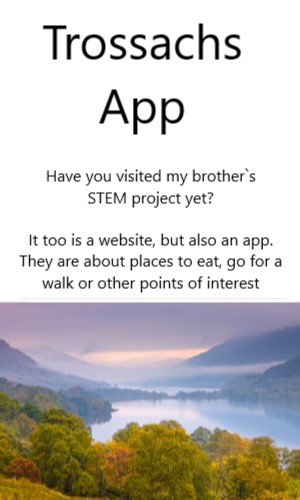 Trossachs
App
Have you visited my brother`s
STEM project yet?
It too is a website, but also an app.
They are about places to eat, go for a
walk or other points of interest